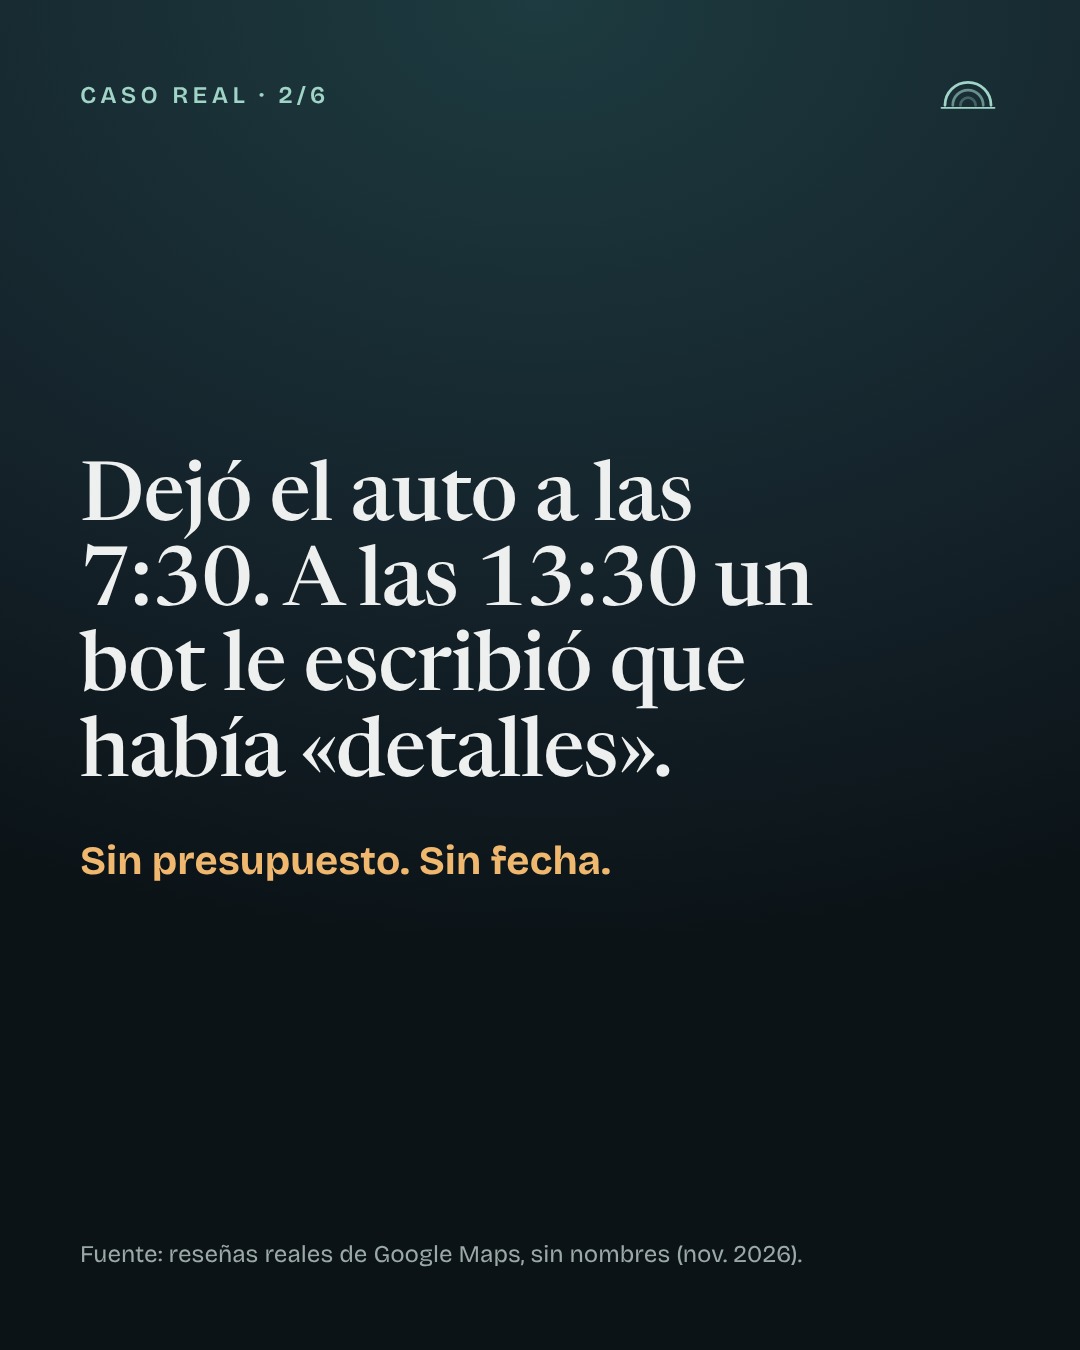 CASO REAL · 2/6
Dejó el auto a las
7:30. A las 13:30 un
bot le escribió que
había «detalles».
Sin presupuesto. Sin fecha.
Fuente: reseñas reales de Google Maps, sin nombres (nov. 2026).